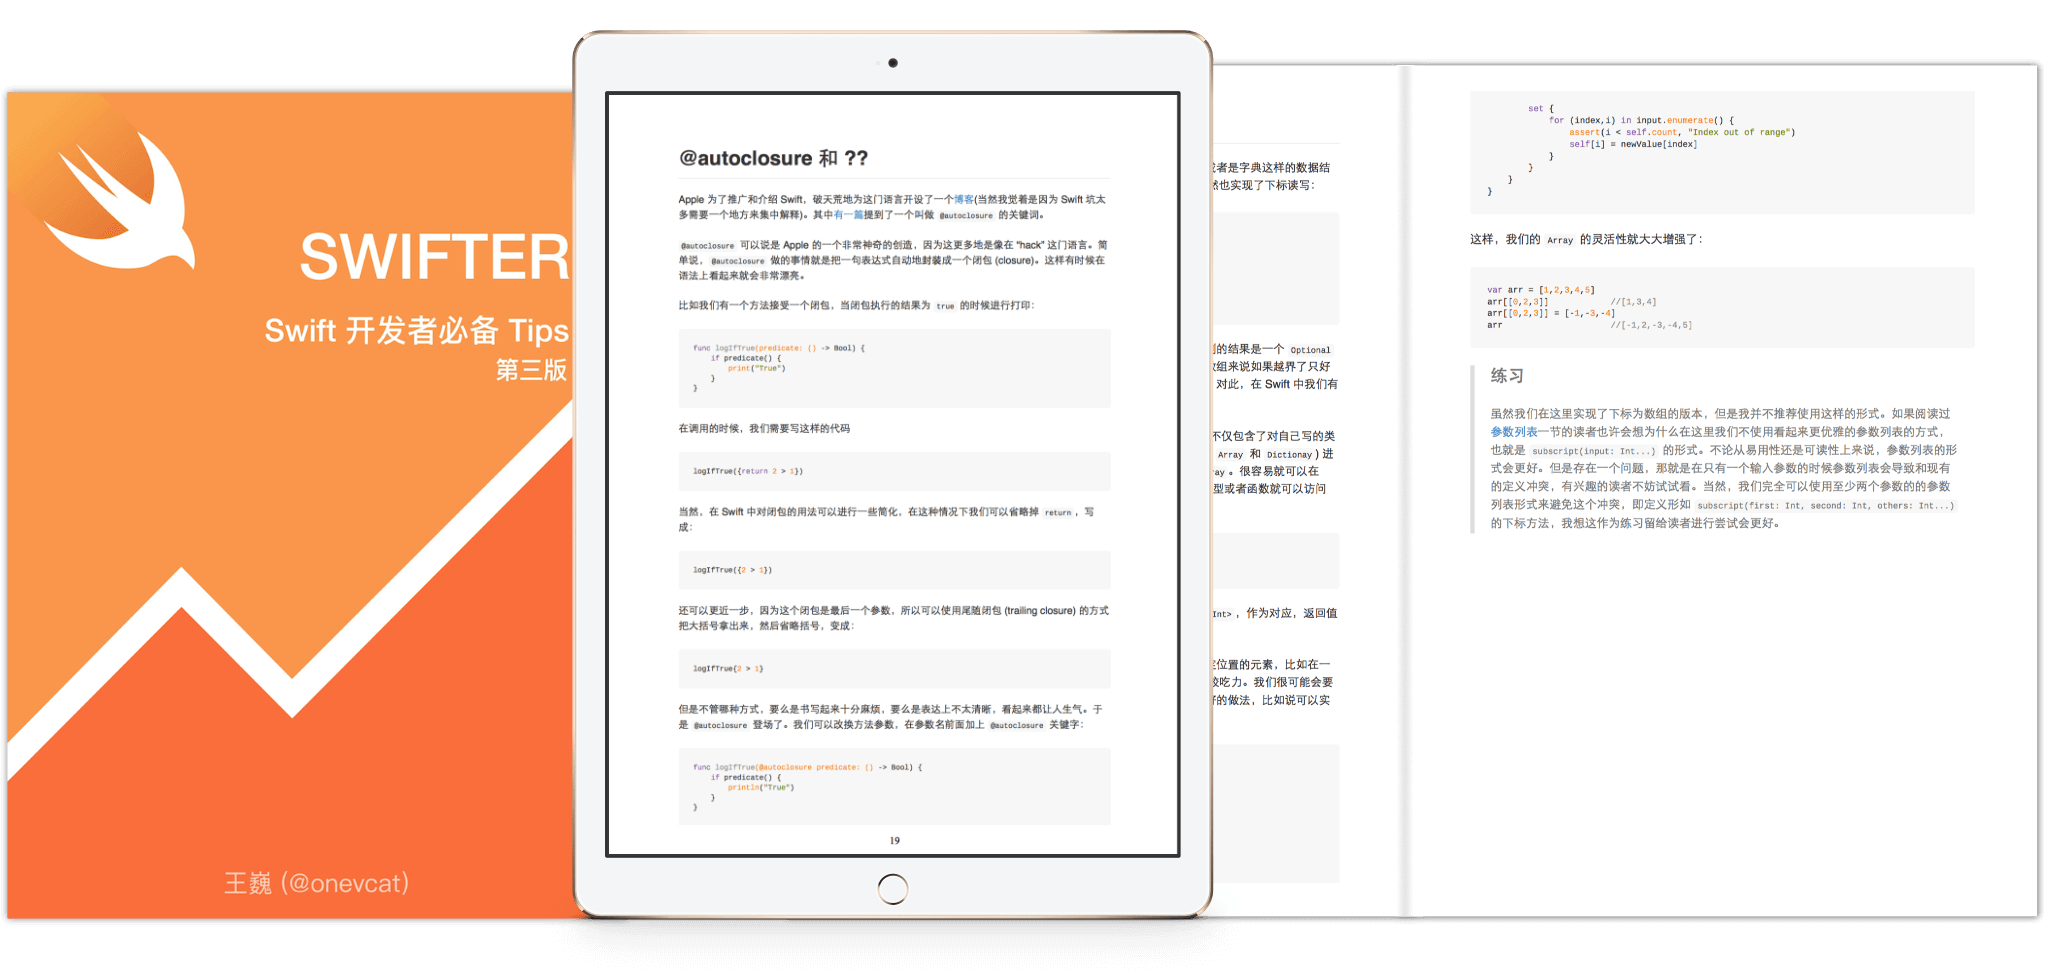 SWIFTER
Swift 开发者必备 Tips
第三版
王巍 (@onevcat)
@autoclosure 和 ??
Apple 为了推广和介绍 Swift，破天荒地为这门语言开设了一个博客(当然我觉着是因为 Swift 坑太
多需要一个地方来集中解释)。其中有一篇提到了一个叫做 @autoclosure 的关键词。
@autoclosure 可以说是 Apple 的一个非常神奇的创造，因为这更多地是像在 “hack” 这门语言。简
单说，@autoclosure 做的事情就是把一句表达式自动地封装成一个闭包 (closure)。这样有时候在
语法上看起来就会非常漂亮。
比如我们有一个方法接受一个闭包，当闭包执行的结果为 true 的时候进行打印：
func logIfTrue(predicate: () -> Bool) {
if predicate() {
print("True")
}
}
在调用的时候，我们需要写这样的代码
logIfTrue({return 2 > 1})
当然，在 Swift 中对闭包的用法可以进行一些简化，在这种情况下我们可以省略掉 return，写
成：
logIfTrue({2 > 1})
还可以更近一步，因为这个闭包是最后一个参数，所以可以使用尾随闭包 (trailing closure) 的方式
把大括号拿出来，然后省略括号，变成：
logIfTrue{2 > 1}
但是不管哪种方式，要么是书写起来十分麻烦，要么是表达上不太清晰，看起来都让人生气。于
是 @autoclosure 登场了。我们可以改换方法参数，在参数名前面加上 @autoclosure 关键字：
func logIfTrue(@autoclosure predicate: () -> Bool) {
if predicate() {
println("True")
}
}
19
者是字典这样的数据结
也实现了下标读写：
的结果是一个 Optional
组来说如果越界了只好
对此，在 Swift 中我们有
不仅包含了对自己写的类
Array 和 Dictionay ) 进
ay 。很容易就可以在
型或者函数就可以访问
Int> ，作为对应，返回值
位置的元素，比如在一
吃力。我们很可能会要
的做法，比如说可以实
set {
for (index,i) in input.enumerate() {
assert(i < self.count, "Index out of range")
self[i] = newValue[index]
}
}
}
}
这样，我们的 Array 的灵活性就大大增强了：
var arr = [1,2,3,4,5]
arr[[0,2,3]] //[1,3,4]
arr[[0,2,3]] = [-1,-3,-4]
arr //[-1,2,-3,-4,5]
练习
虽然我们在这里实现了下标为数组的版本，但是我并不推荐使用这样的形式。如果阅读过
参数列表一节的读者也许会想为什么在这里我们不使用看起来更优雅的参数列表的方式，
也就是 subscript(input: Int...) 的形式。不论从易用性还是可读性上来说，参数列表的形
式会更好。但是存在一个问题，那就是在只有一个输入参数的时候参数列表会导致和现有
的定义冲突，有兴趣的读者不妨试试看。当然，我们完全可以使用至少两个参数的的参数
列表形式来避免这个冲突，即定义形如 subscript(first: Int, second: Int, others: Int...)
的下标方法，我想这作为练习留给读者进行尝试会更好。